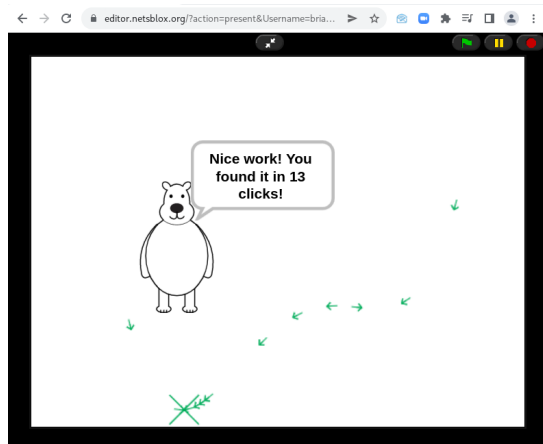 editor.netsblox.org/?action=present&Username=bria...
Nice work! You
found it in 13
clicks!